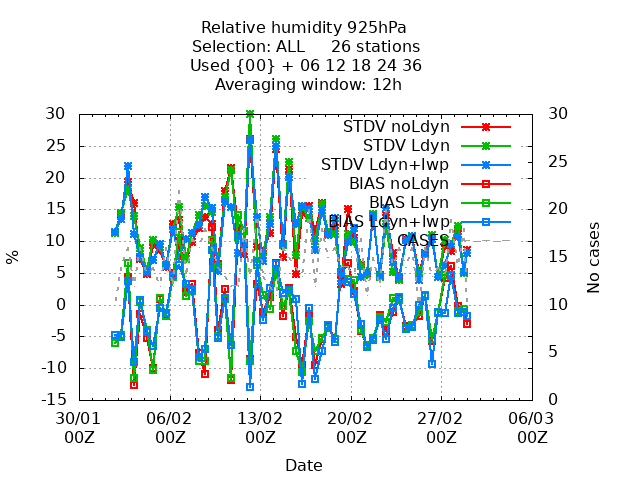 Relative humidity 925hPa
Selection: ALL 26 stations
Used {00} + 06 12 18 24 36
Averaging window: 12h
STDV noLdyn
STDV Ldyn
STDV Ldyn+lwp
BIAS noLdyn
BIAS Ldyn
BIAS Ldyn+lwp
CASES
%
30
25
20
15
10
5
0
-5
-10
-15
30
25
20
15
10
5
0
No cases
30/01 06/02 13/02 20/02 27/02 06/03
00Z 00Z 00Z 00Z 00Z 00Z
Date